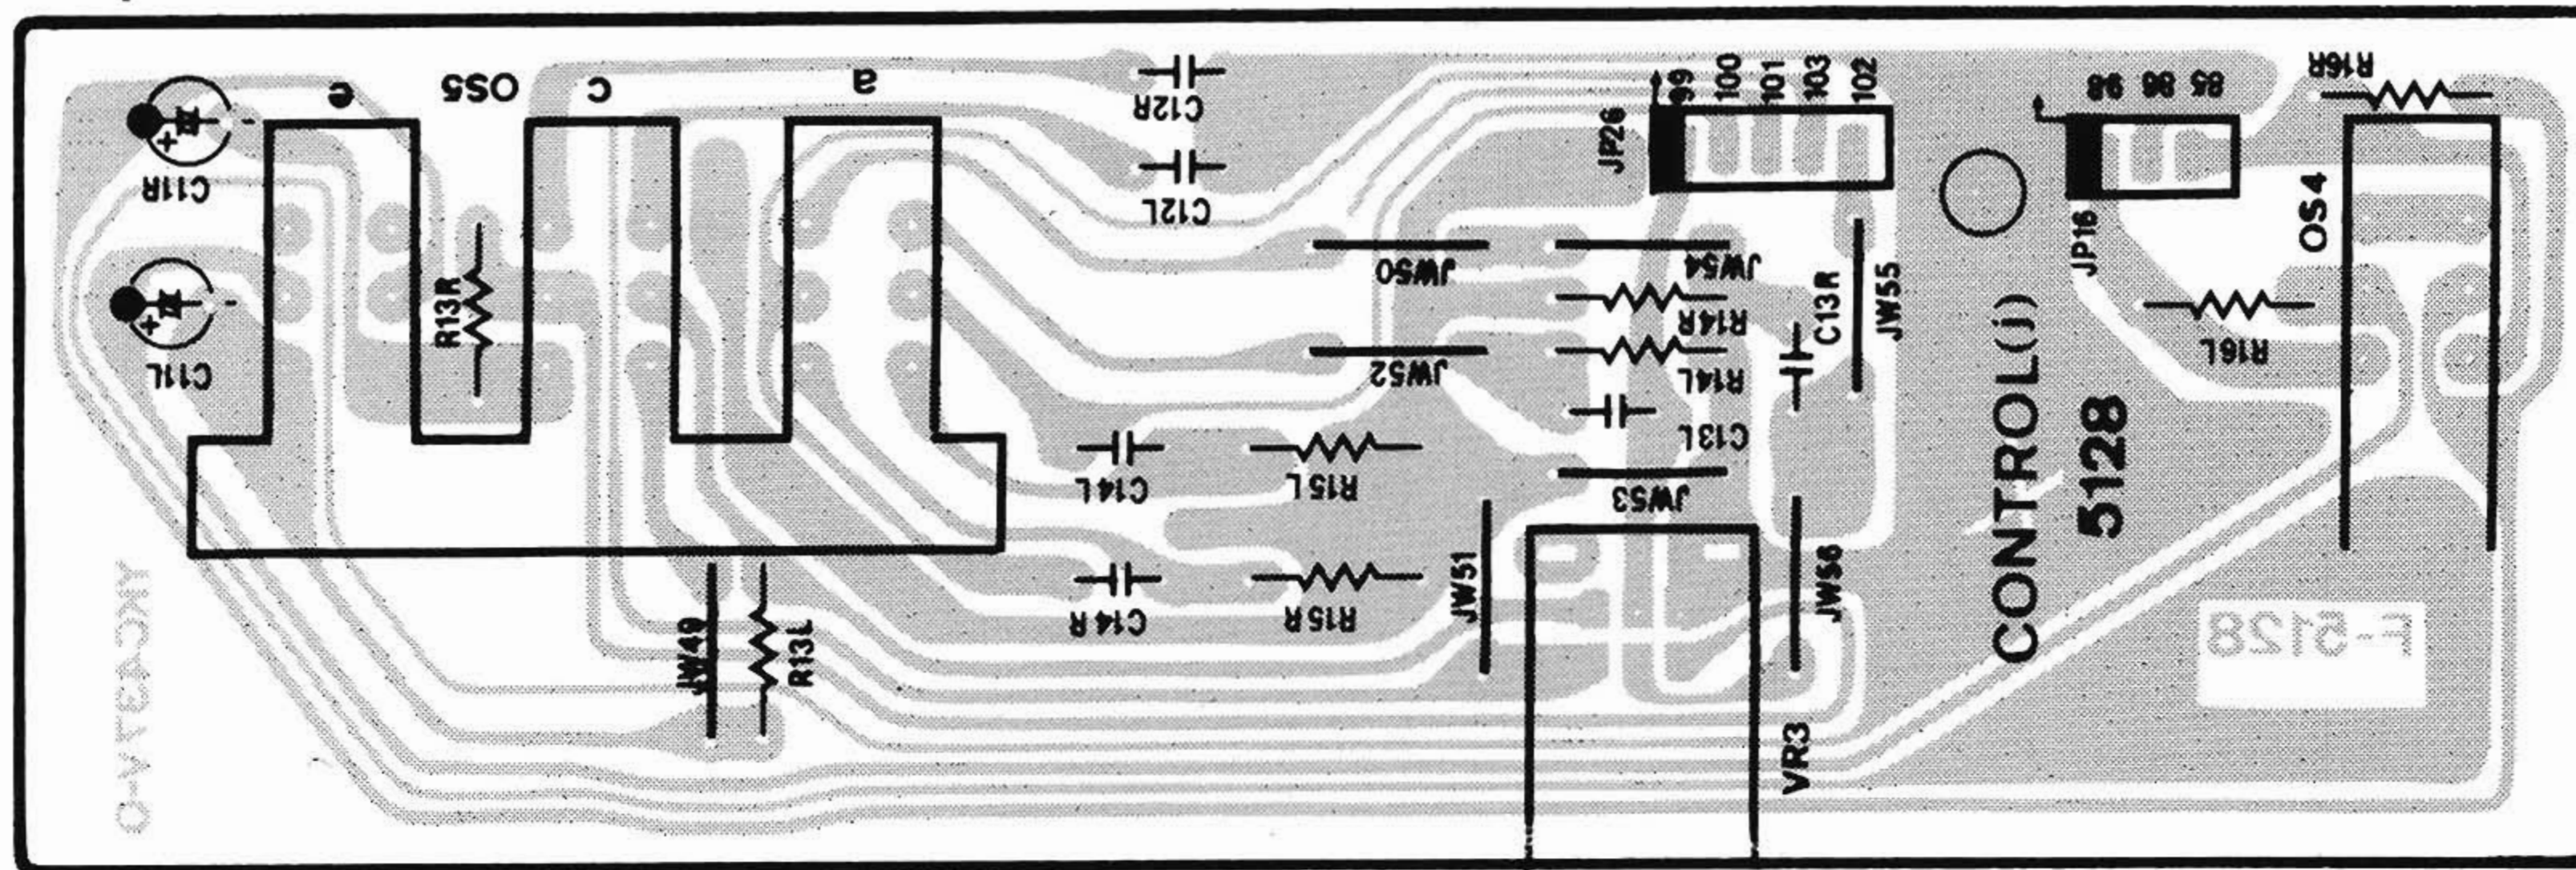 e
OS5
c
a
C12R
C11R
C12L
C11L
R13R
JP26
99
100
101
103
102
98
96
95
R16R
JP16
OS4
JW50
JW54
R14R
C13R
JW55
R16L
JW52
R14L
C13L
C14L
R15L
JW53
CONTROL(j)
5128
C14R
R15R
JW51
JW56
JW49
R13L
VR3
F-5128